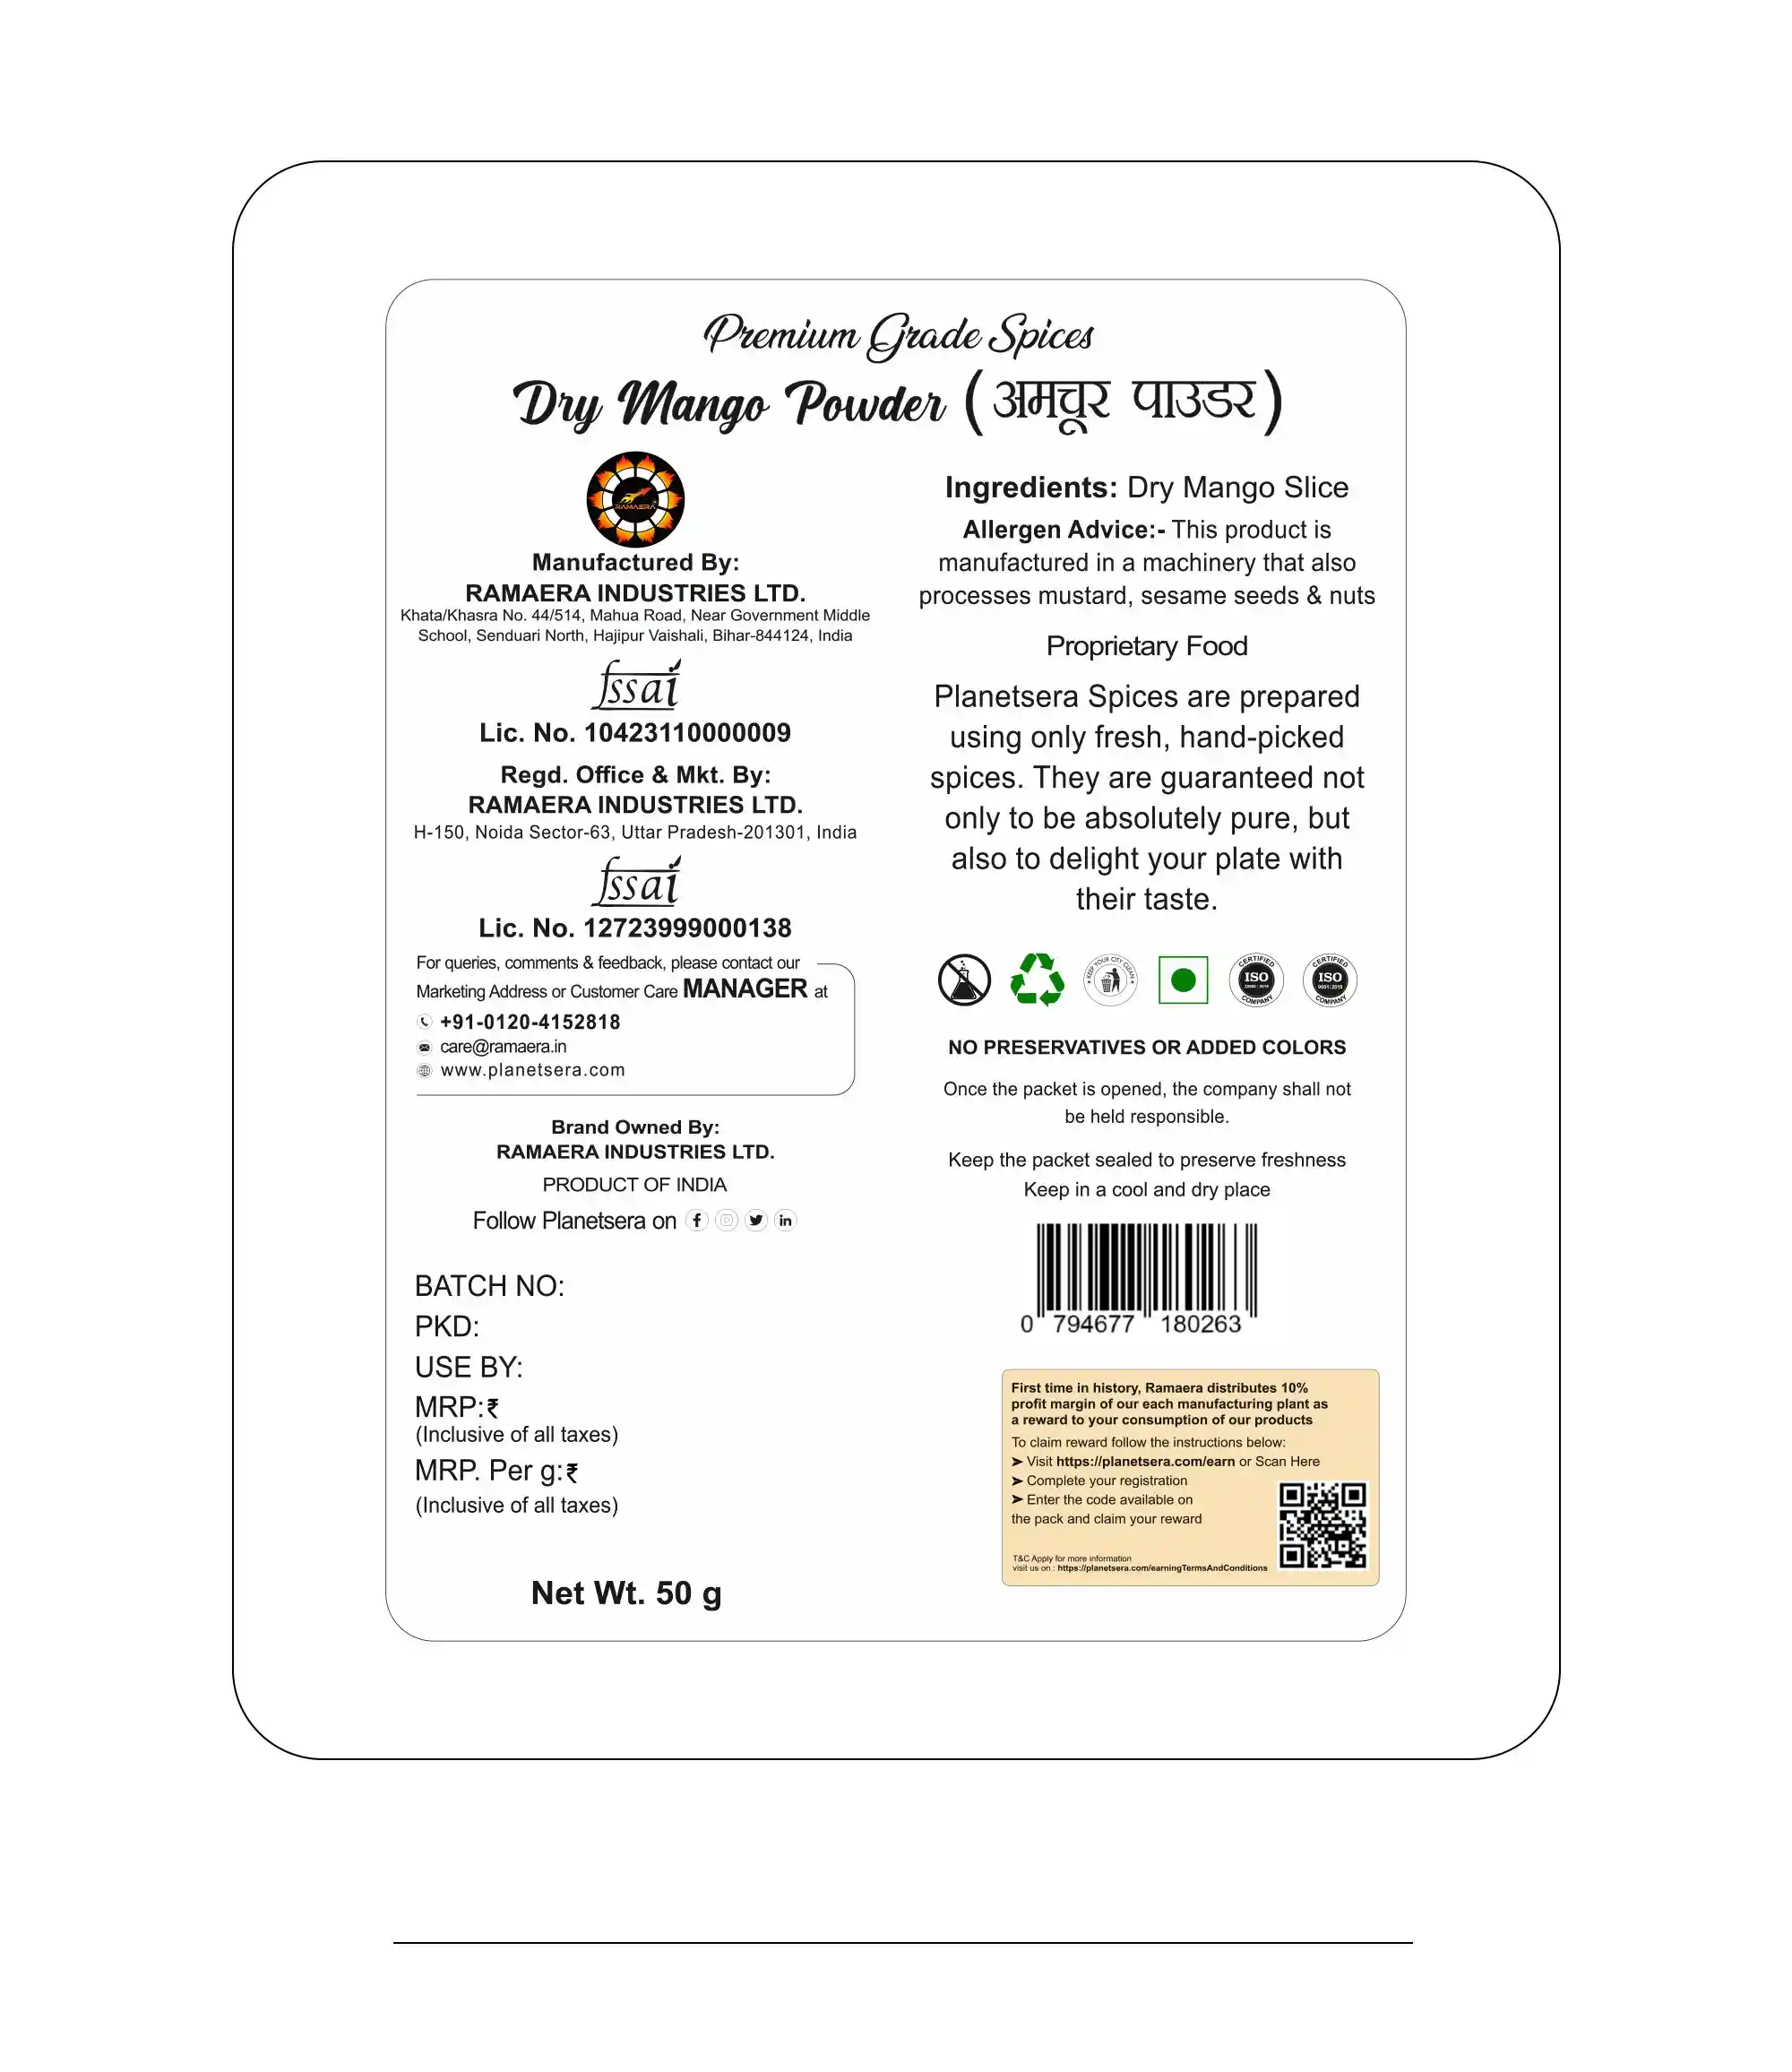 Premium Grade Spices
Dry Mango Powder (अमचूर पाउडर)
RAMAERA
Manufactured By:
RAMAERA INDUSTRIES LTD.
Khata/Khasra No. 44/514, Mahua Road, Near Government Middle
School, Senduari North, Hajipur Vaishali, Bihar-844124, India
fssai
Lic. No. 10423110000009
Regd. Office & Mkt. By:
RAMAERA INDUSTRIES LTD.
H-150, Noida Sector-63, Uttar Pradesh-201301, India
fssai
Lic. No. 12723999000138
For queries, comments & feedback, please contact our
Marketing Address or Customer Care MANAGER at
+91-0120-4152818
care@ramaera.in
www.planetsera.com
Brand Owned By:
RAMAERA INDUSTRIES LTD.
PRODUCT OF INDIA
Follow Planetsera on
BATCH NO:
PKD:
USE BY:
MRP:₹
(Inclusive of all taxes)
MRP. Per g:₹
(Inclusive of all taxes)
Net Wt. 50 g
Ingredients: Dry Mango Slice
Allergen Advice:- This product is
manufactured in a machinery that also
processes mustard, sesame seeds & nuts
Proprietary Food
Planetsera Spices are prepared
using only fresh, hand-picked
spices. They are guaranteed not
only to be absolutely pure, but
also to delight your plate with
their taste.
KEEP YOUR CITY CLEAN
CERTIFIED
ISO
22000 : 2018
COMPANY
CERTIFIED
ISO
9001:2015
COMPANY
NO PRESERVATIVES OR ADDED COLORS
Once the packet is opened, the company shall not
be held responsible.
Keep the packet sealed to preserve freshness
Keep in a cool and dry place
0 794677 180263
First time in history, Ramaera distributes 10%
profit margin of our each manufacturing plant as
a reward to your consumption of our products
To claim reward follow the instructions below:
➤ Visit https://planetsera.com/earn or Scan Here
➤ Complete your registration
➤ Enter the code available on
the pack and claim your reward
T&C Apply for more information
visit us on : https://planetsera.com/earningTermsAndConditions